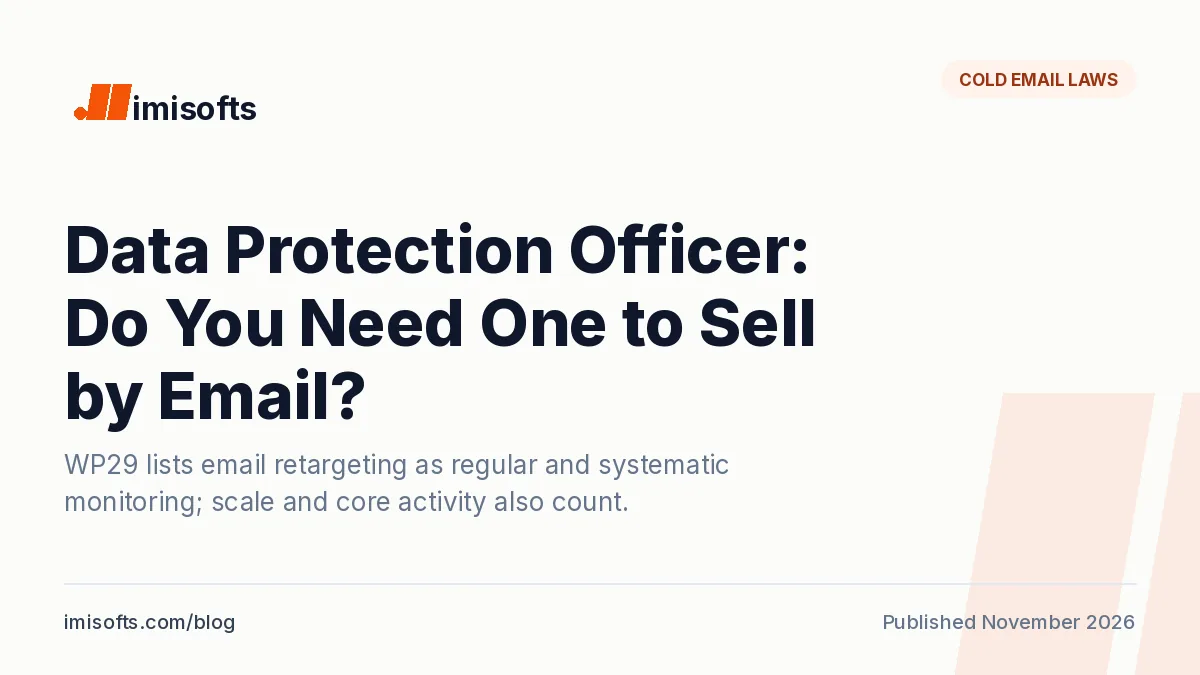 imisofts
COLD EMAIL LAWS
Data Protection Officer:
Do You Need One to Sell
by Email?
WP29 lists email retargeting as regular and systematic
monitoring; scale and core activity also count.
imisofts.com/blog
Published November 2026